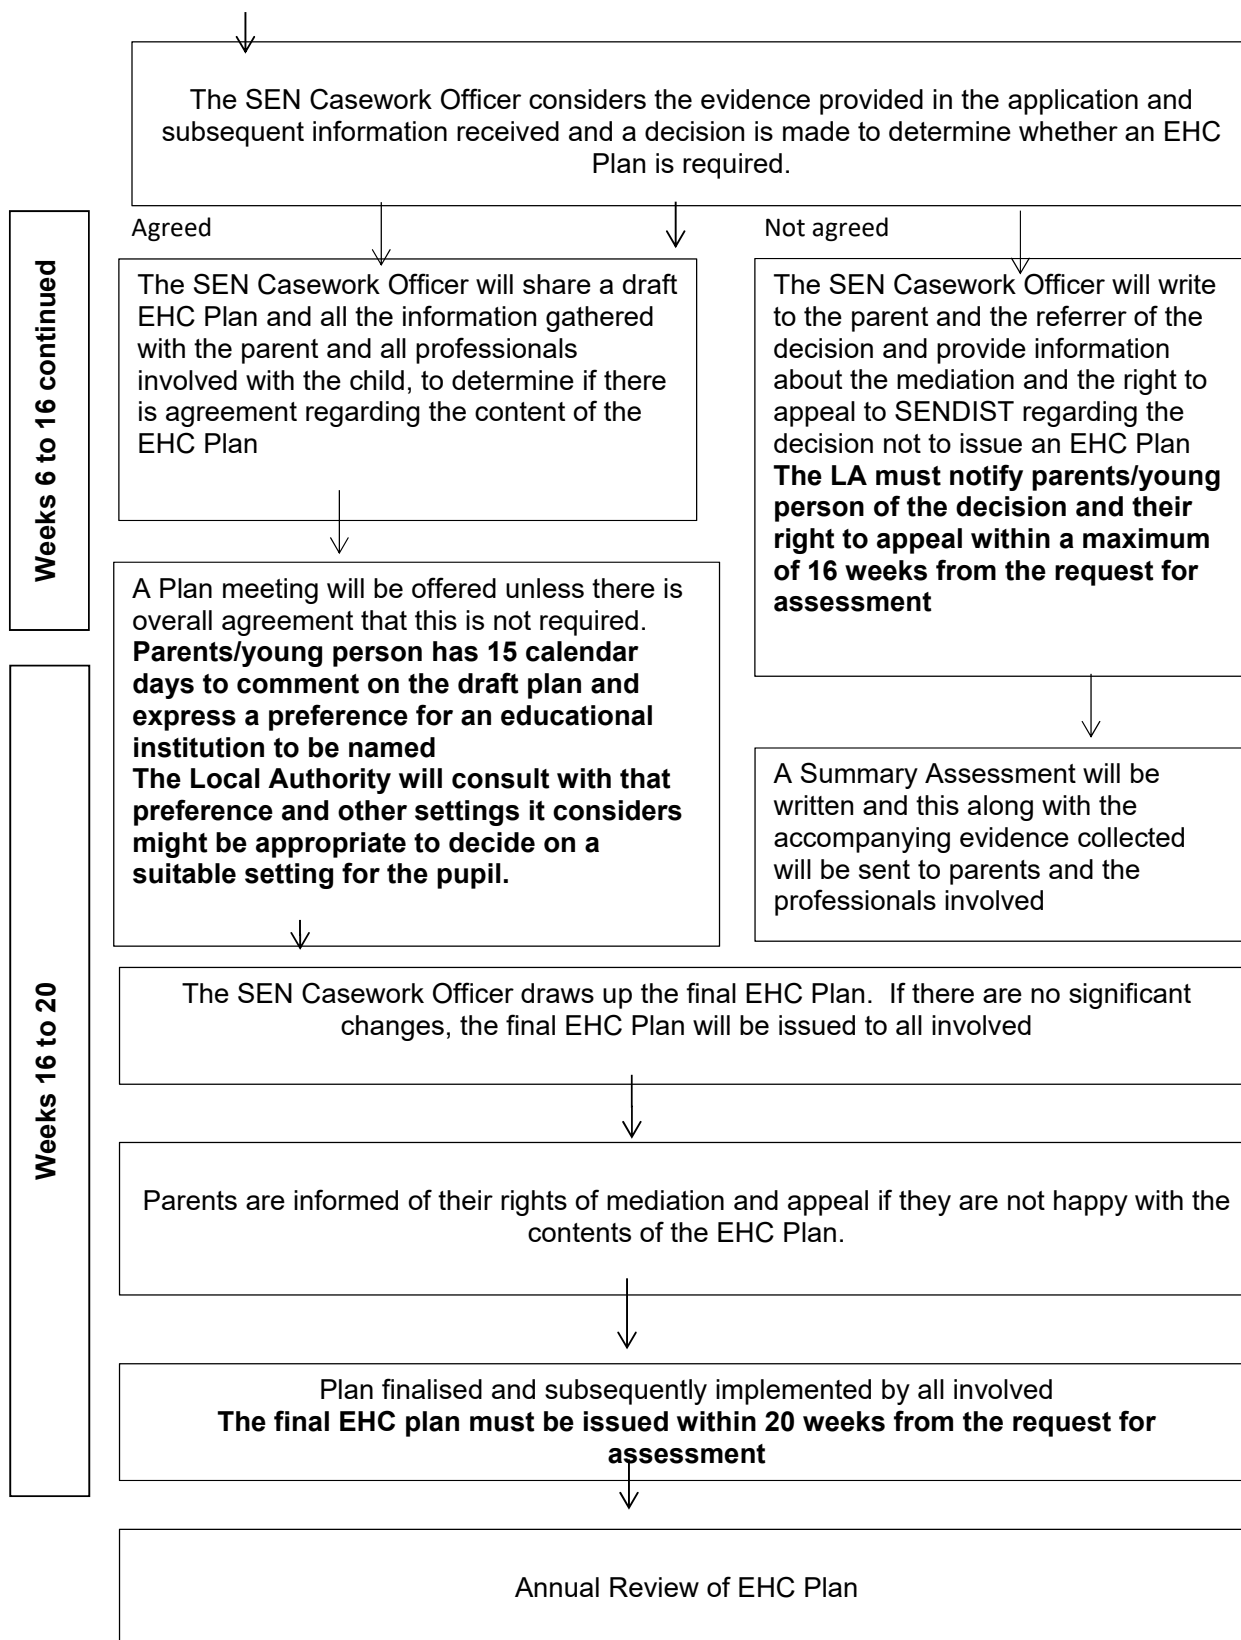 The SEN Casework Officer considers the evidence provided in the application and
subsequent information received and a decision is made to determine whether an EHC
Plan is required.
Weeks 6 to 16 continued
Agreed
The SEN Casework Officer will share a draft
EHC Plan and all the information gathered
with the parent and all professionals
involved with the child, to determine if there
is agreement regarding the content of the
EHC Plan
Not agreed
The SEN Casework Officer will write
to the parent and the referrer of the
decision and provide information
about the mediation and the right to
appeal to SENDIST regarding the
decision not to issue an EHC Plan
The LA must notify parents/young
person of the decision and their
right to appeal within a maximum
of 16 weeks from the request for
assessment
A Plan meeting will be offered unless there is
overall agreement that this is not required.
Parents/young person has 15 calendar
days to comment on the draft plan and
express a preference for an educational
institution to be named
The Local Authority will consult with that
preference and other settings it considers
might be appropriate to decide on a
suitable setting for the pupil.
A Summary Assessment will be
written and this along with the
accompanying evidence collected
will be sent to parents and the
professionals involved
Weeks 16 to 20
The SEN Casework Officer draws up the final EHC Plan.  If there are no significant
changes, the final EHC Plan will be issued to all involved
Parents are informed of their rights of mediation and appeal if they are not happy with the
contents of the EHC Plan.
Plan finalised and subsequently implemented by all involved
The final EHC plan must be issued within 20 weeks from the request for
assessment
Annual Review of EHC Plan